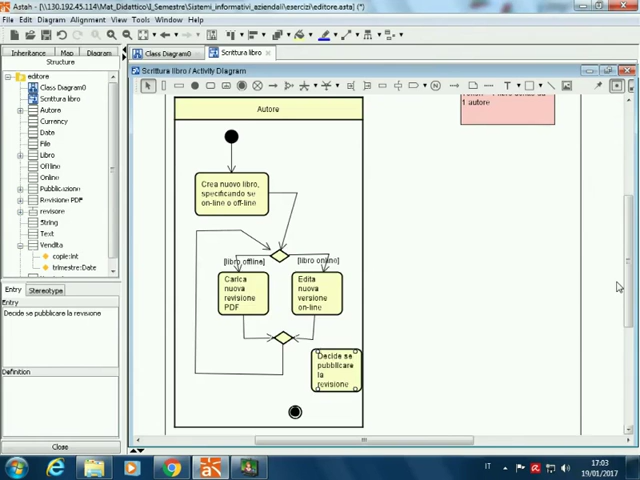 Astah - [\\130.192.45.114\Mat_Didattico\I_Semestre\Sistemi_informativi_aziendali\esercizi\editore.asta] (*)
File Edit Diagram Alignment View Tools Window Help
Inheritance Map Diagram
Structure
editore
Class Diagram0
Scrittura libro
Autore
Currency
Date
File
Libro
Offline
Online
Pubblicazione
Revisione PDF
revisore
String
Text
Vendita
copie:int
trimestre:Date
Entry Stereotype
Entry
Decide se pubblicare la revisione
Definition
Close
Class Diagram0 Scrittura libro
Scrittura libro / Activity Diagram
1 autore
Autore
Crea nuovo libro,
specificando se
on-line o off-line
[libro offline] [libro online]
Carica
nuova
revisione
PDF
Edita
nuova
versione
on-line
Decide se
pubblicare
la
revisione
IT
17:03
19/01/2017